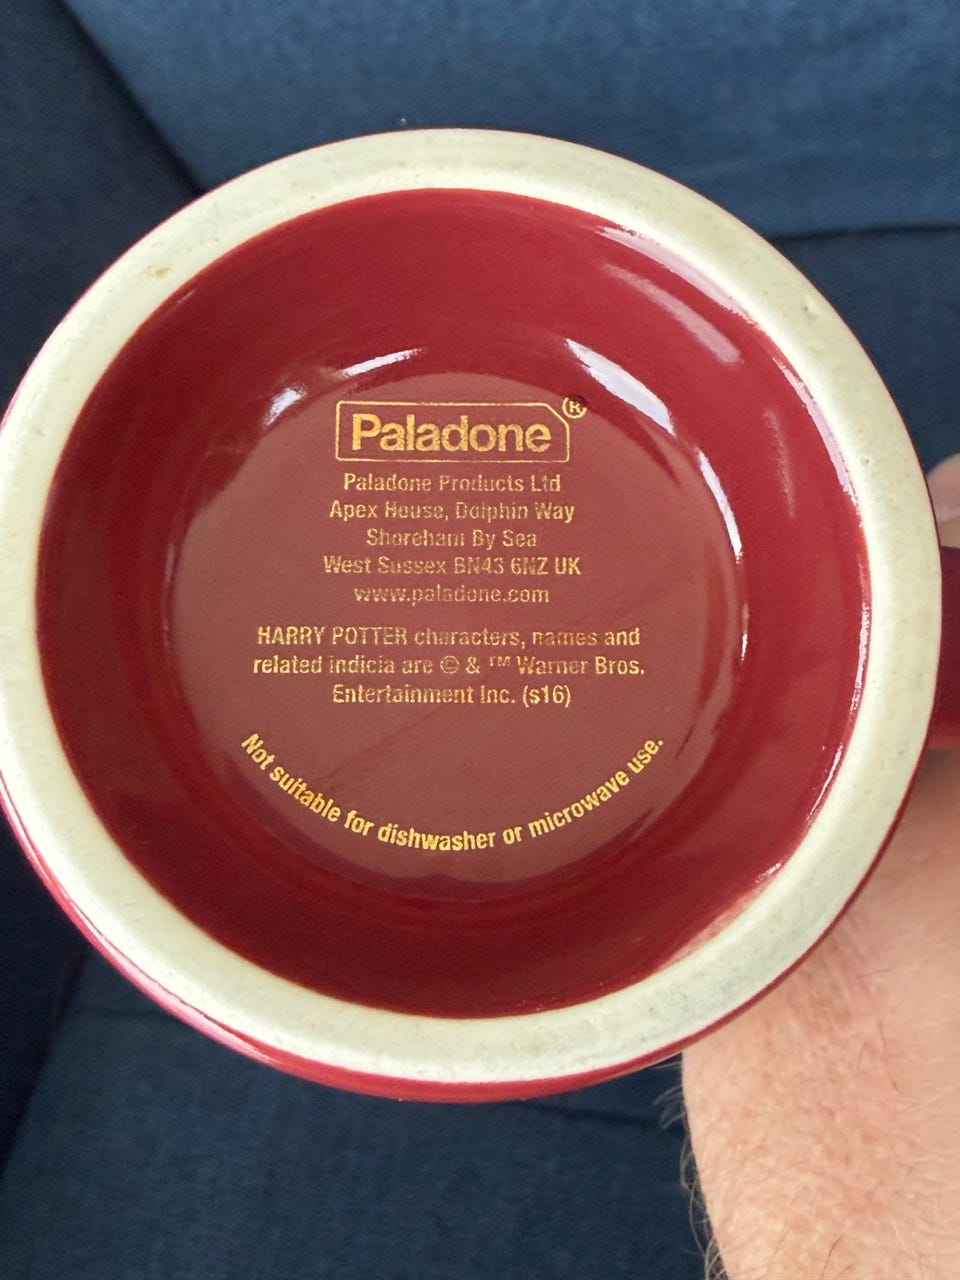 Paladone®
Paladone Products Ltd
Apex House, Dolphin Way
Shoreham By Sea
West Sussex BN43 6NZ UK
www.paladone.com
HARRY POTTER characters, names and
related indicia are © & ™ Warner Bros.
Entertainment Inc. (s16)
Not suitable for dishwasher or microwave use.